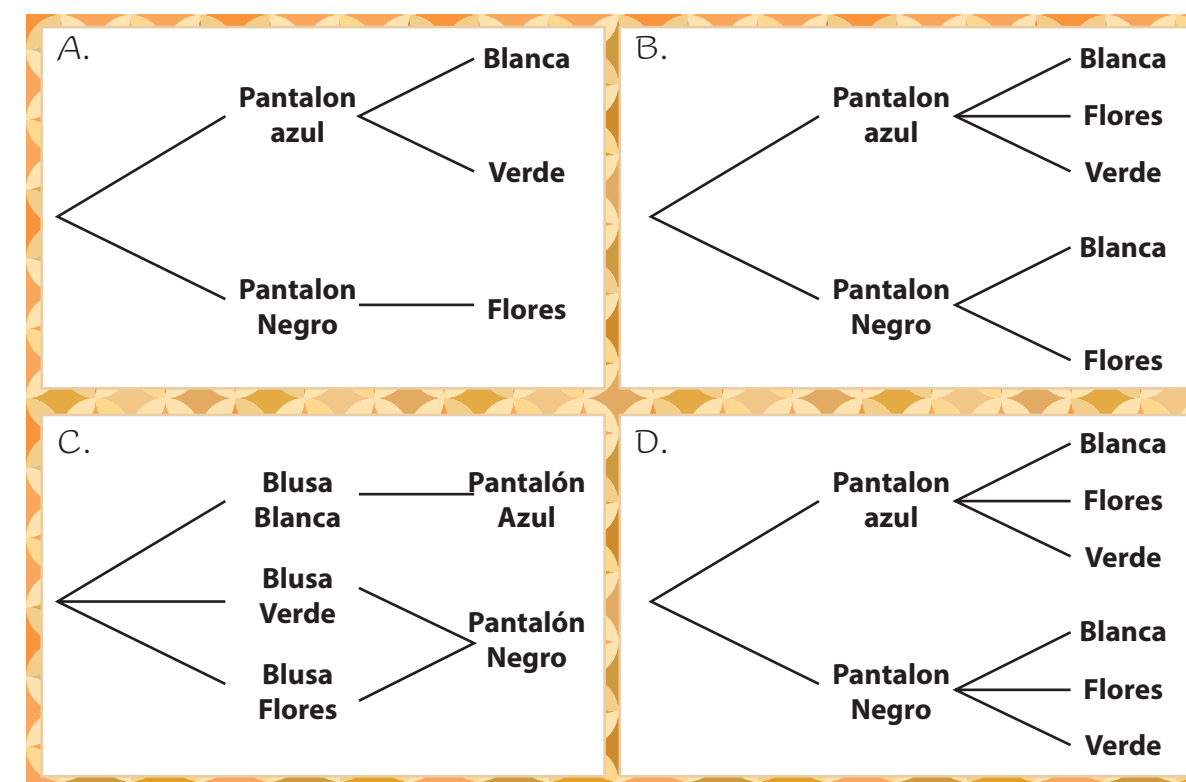 A.
Blanca
Pantalon
azul
Verde
Pantalon
Negro
Flores
B.
Blanca
Pantalon
azul
Flores
Verde
Blanca
Pantalon
Negro
Flores
C.
Blusa
Blanca
Pantalón
Azul
Blusa
Verde
Pantalón
Negro
Blusa
Flores
D.
Blanca
Pantalon
azul
Flores
Verde
Blanca
Pantalon
Negro
Flores
Verde